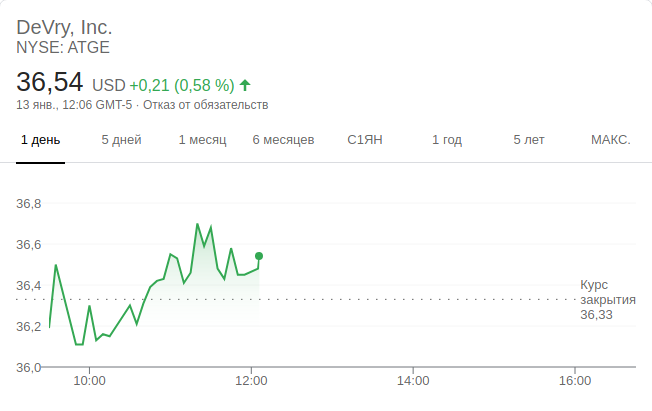 DeVry, Inc.
NYSE: ATGE
36,54 USD +0,21 (0,58 %)
13 янв., 12:06 GMT-5 · Отказ от обязательств
1 день 5 дней 1 месяц 6 месяцев С1ЯН 1 год 5 лет МАКС.
36,8
36,6
36,4
36,2
36,0
Курс
закрытия
36,33
10:00 12:00 14:00 16:00